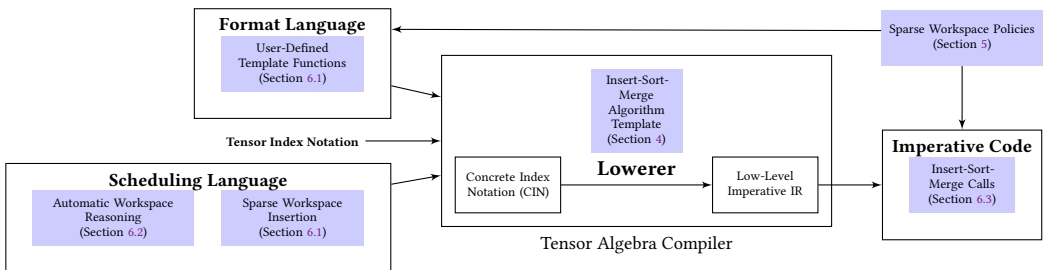 Format Language
User-Defined
Template Functions
(Section 6.1)
Sparse Workspace Policies
(Section 5)
Tensor Index Notation
Insert-Sort-
Merge
Algorithm
Template
(Section 4)
Lowerer
Concrete Index
Notation (CIN)
Low-Level
Imperative IR
Tensor Algebra Compiler
Scheduling Language
Automatic Workspace
Reasoning
(Section 6.2)
Sparse Workspace
Insertion
(Section 6.1)
Imperative Code
Insert-Sort-
Merge Calls
(Section 6.3)